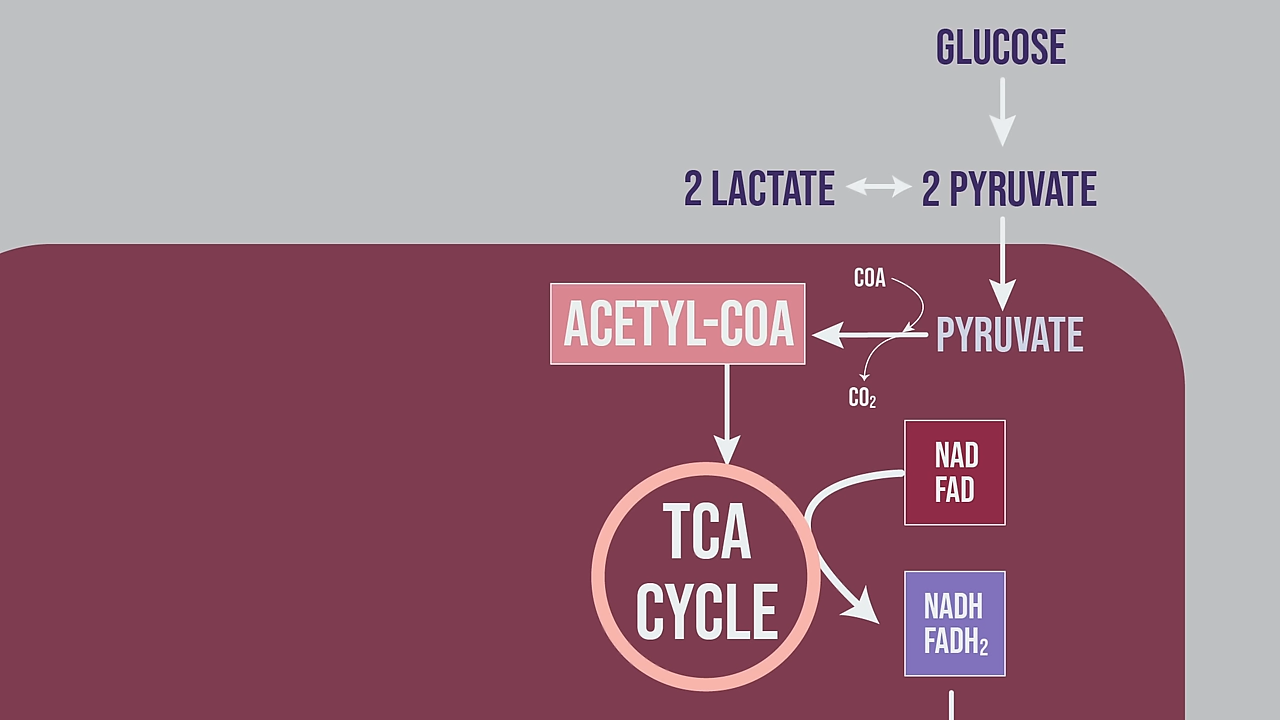 GLUCOSE
2 LACTATE
2 PYRUVATE
COA
ACETYL-COA
PYRUVATE
CO₂
NAD
FAD
TCA
CYCLE
NADH
FADH₂